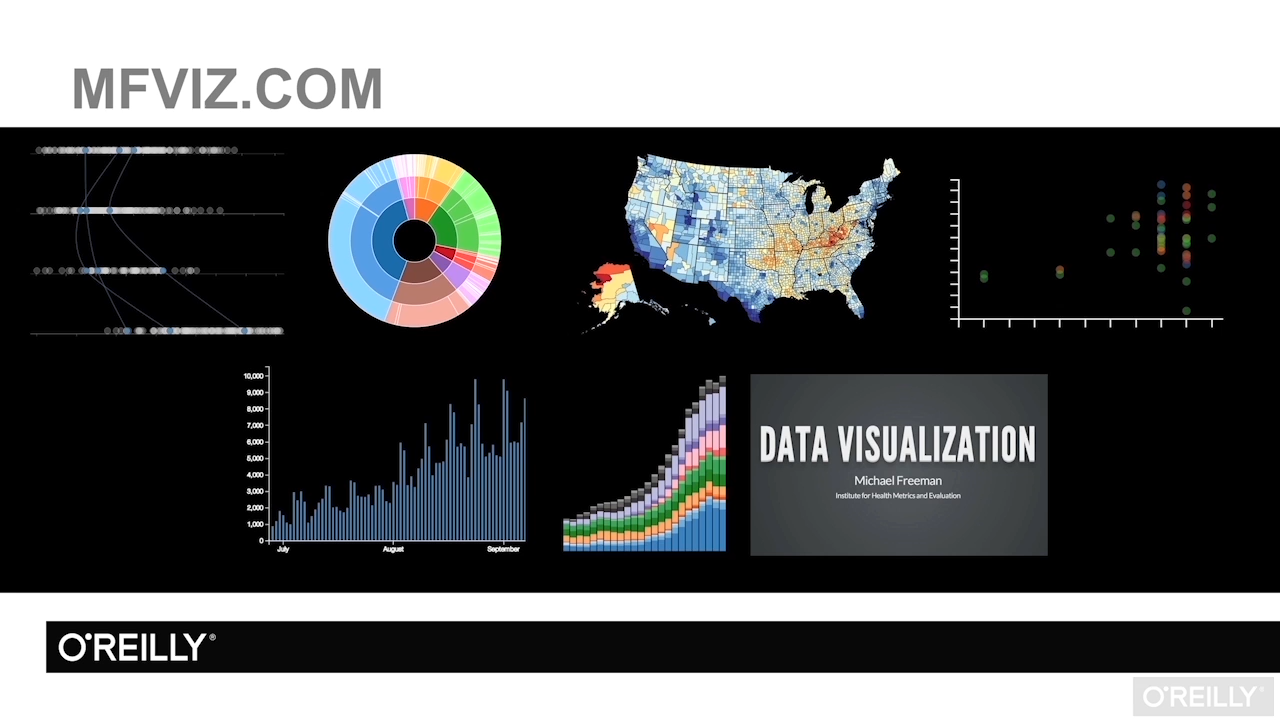 MFVIZ.COM
10,000
9,000
8,000
7,000
6,000
5,000
4,000
3,000
2,000
1,000
0
July August September
DATA VISUALIZATION
Michael Freeman
Institute for Health Metrics and Evaluation
O'REILLY®
O'REILLY®